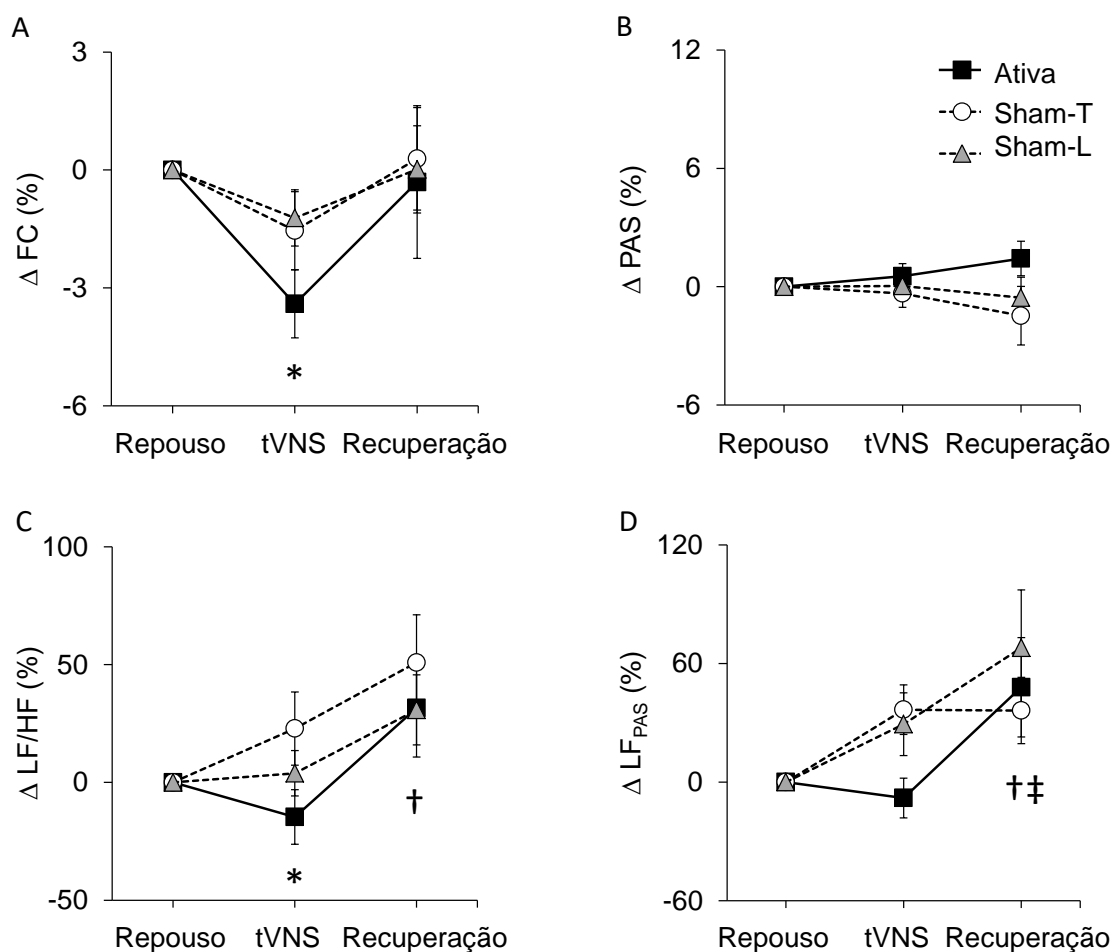 A
3
0
-3
-6
Δ FC (%)
*
Repouso tVNS Recuperação
B
12
6
0
-6
Δ PAS (%)
Ativa
Sham-T
Sham-L
Repouso tVNS Recuperação
C
100
50
0
-50
Δ LF/HF (%)
†
*
Repouso tVNS Recuperação
D
120
60
0
-60
Δ LFPAS (%)
†‡
Repouso tVNS Recuperação